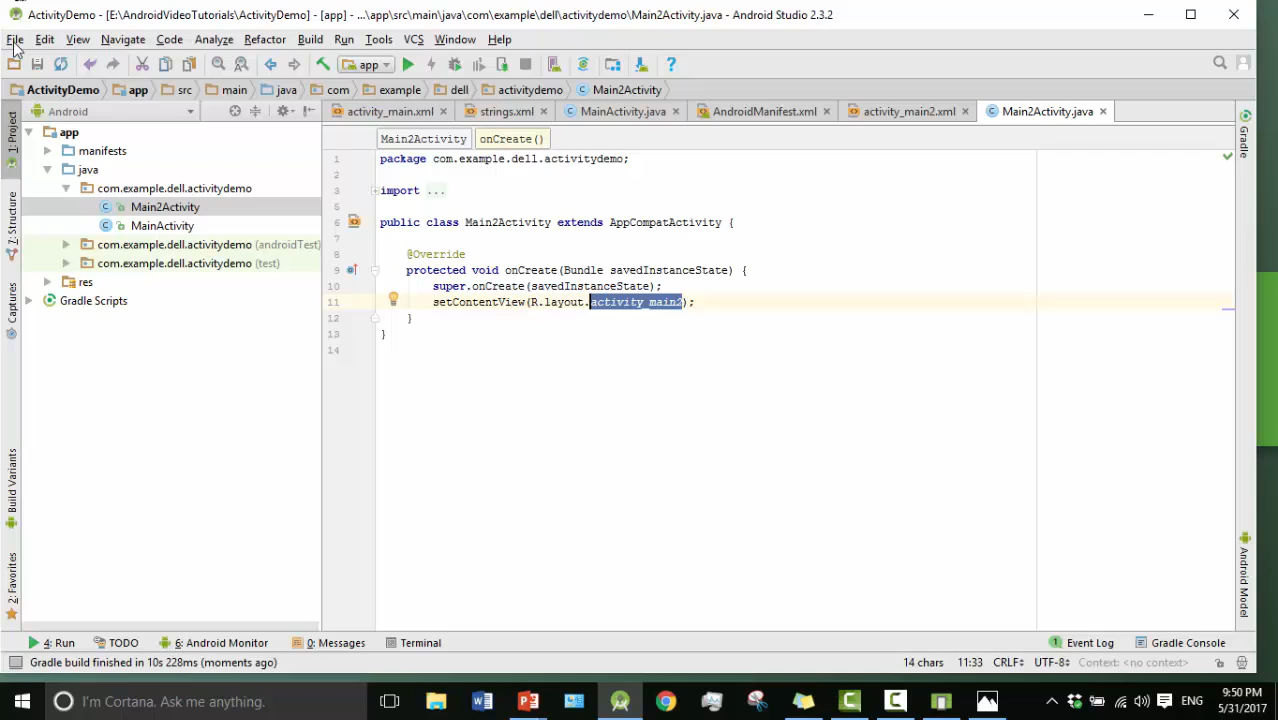 ActivityDemo - [E:\AndroidVideoTutorials\ActivityDemo] - [app] - ...\app\src\main\java\com\example\dell\activitydemo\Main2Activity.java - Android Studio 2.3.2
File Edit View Navigate Code Analyze Refactor Build Run Tools VCS Window Help
app
ActivityDemo app src main java com example dell activitydemo Main2Activity
Android
activity_main.xml strings.xml MainActivity.java AndroidManifest.xml activity_main2.xml Main2Activity.java
1: Project
7: Structure
Captures
Build Variants
2: Favorites
app
manifests
java
com.example.dell.activitydemo
Main2Activity
MainActivity
com.example.dell.activitydemo (androidTest)
com.example.dell.activitydemo (test)
res
Gradle Scripts
Main2Activity onCreate()
1 package com.example.dell.activitydemo;
2
3 import ...
5
6 public class Main2Activity extends AppCompatActivity {
7
8 @Override
9 protected void onCreate(Bundle savedInstanceState) {
10 super.onCreate(savedInstanceState);
11 setContentView(R.layout.activity_main2);
12 }
13 }
14
Gradle
Android Model
4: Run TODO 6: Android Monitor 0: Messages Terminal 1 Event Log Gradle Console
Gradle build finished in 10s 228ms (moments ago) 14 chars 11:33 CRLF UTF-8 Context: <no context>
I'm Cortana. Ask me anything. ENG 9:50 PM
5/31/2017